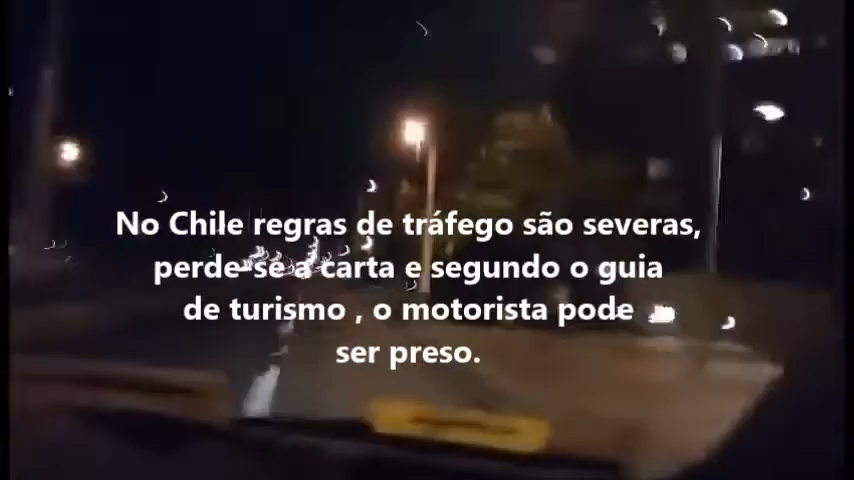 No Chile regras de tráfego são severas,
perde-se a carta e segundo o guia
de turismo , o motorista pode
ser preso.